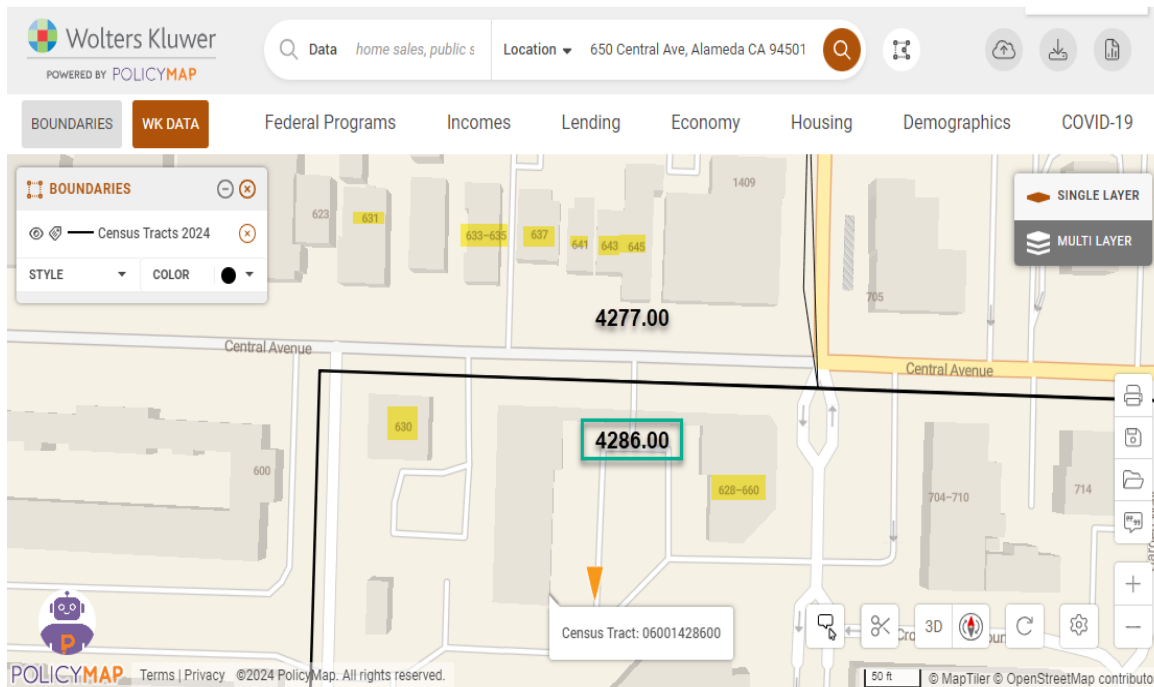 Wolters Kluwer
POWERED BY POLICYMAP
Data home sales, public s Location 650 Central Ave, Alameda CA 94501
BOUNDARIES WK DATA Federal Programs Incomes Lending Economy Housing Demographics COVID-19
BOUNDARIES
Census Tracts 2024
STYLE COLOR
SINGLE LAYER
MULTI LAYER
623
631
633-635
637
641
643
645
1409
705
4277.00
Central Avenue
Central Avenue
630
4286.00
600
628-660
704-710
714
Census Tract: 06001428600
3D
POLICYMAP Terms | Privacy ©2024 PolicyMap. All rights reserved.
50 ft © MapTiler © OpenStreetMap contributo